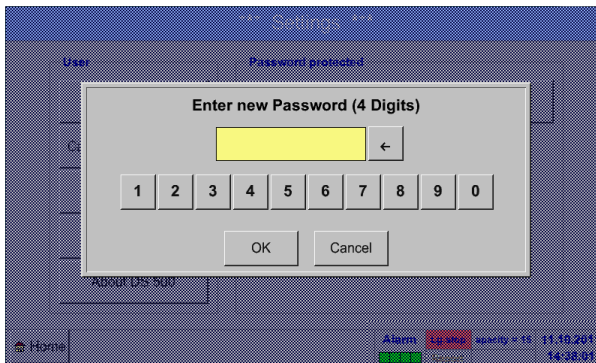 *** Settings ***
User
Password protected
Enter new Password (4 Digits)
←
1 2 3 4 5 6 7 8 9 0
OK Cancel
About DS 500
Home
Alarm
14:38:01